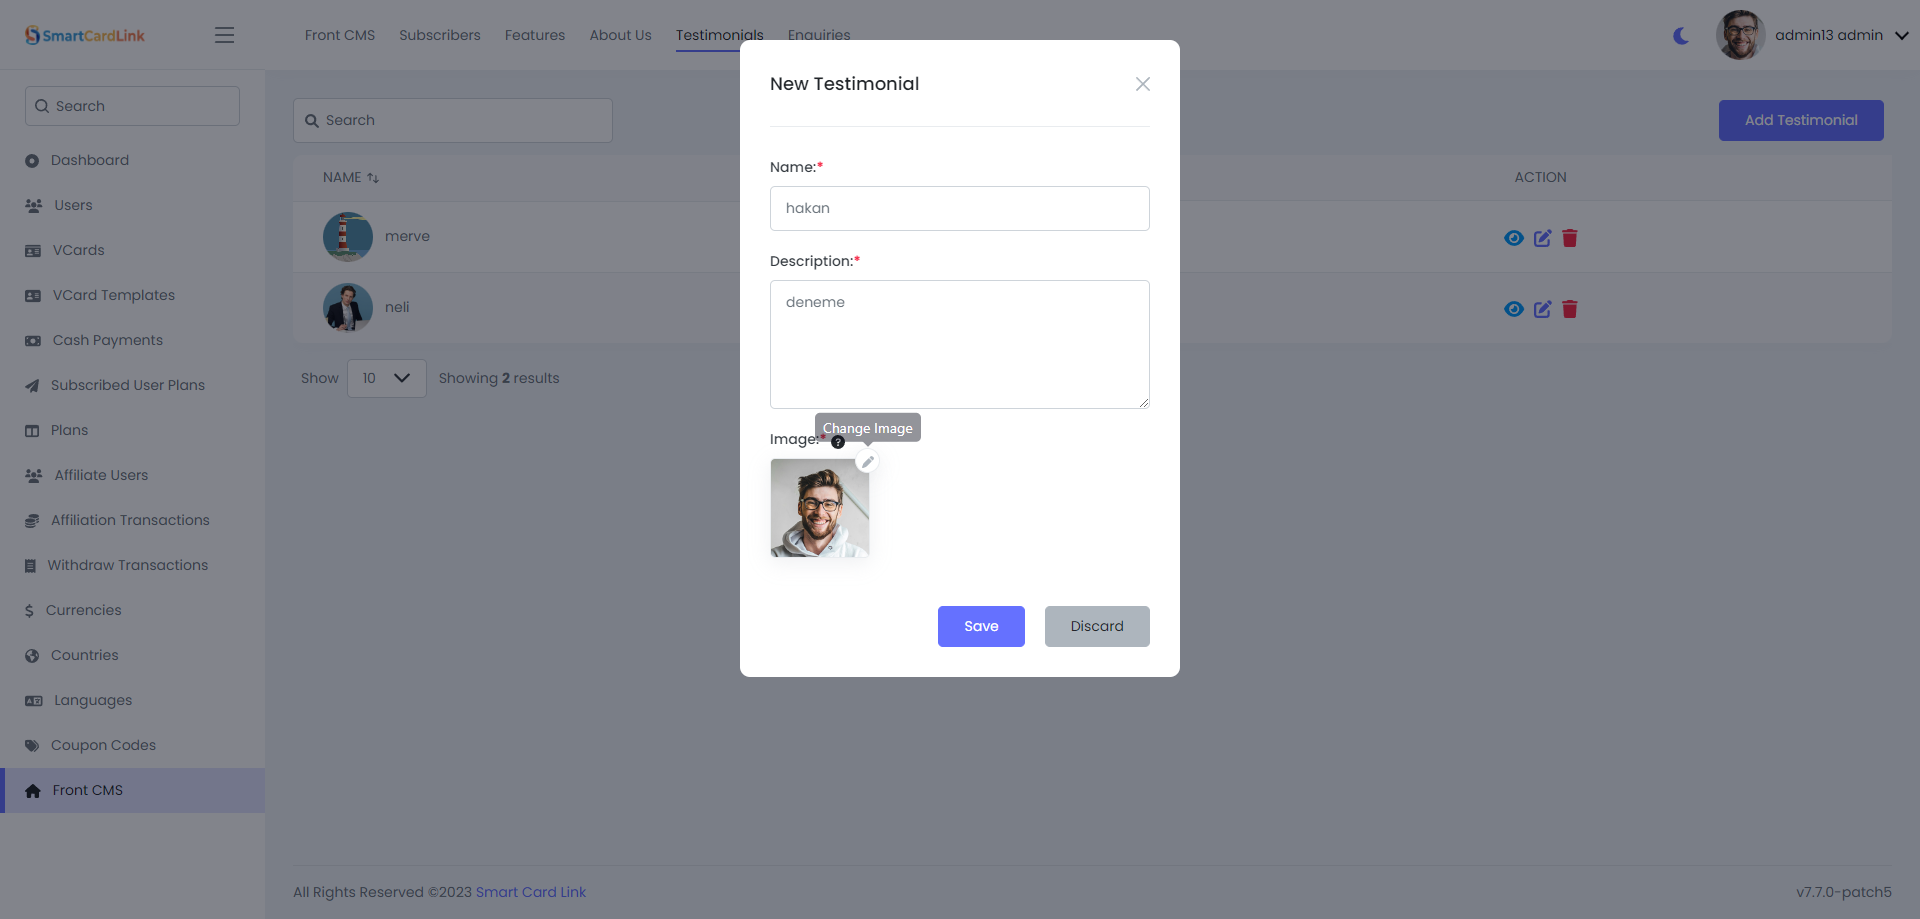 SmartCardLink
Front CMS
Subscribers
Features
About Us
Testimonials
Enquiries
admin13 admin
Search
Dashboard
Users
VCards
VCard Templates
Cash Payments
Subscribed User Plans
Plans
Affiliate Users
Affiliation Transactions
Withdraw Transactions
Currencies
Countries
Languages
Coupon Codes
Front CMS
Search
Add Testimonial
NAME
ACTION
merve
neli
Show 10 Showing 2 results
New Testimonial
Name:*
hakan
Description:*
deneme
Change Image
Image:*
Save
Discard
All Rights Reserved ©2023 Smart Card Link
v7.7.0-patch5